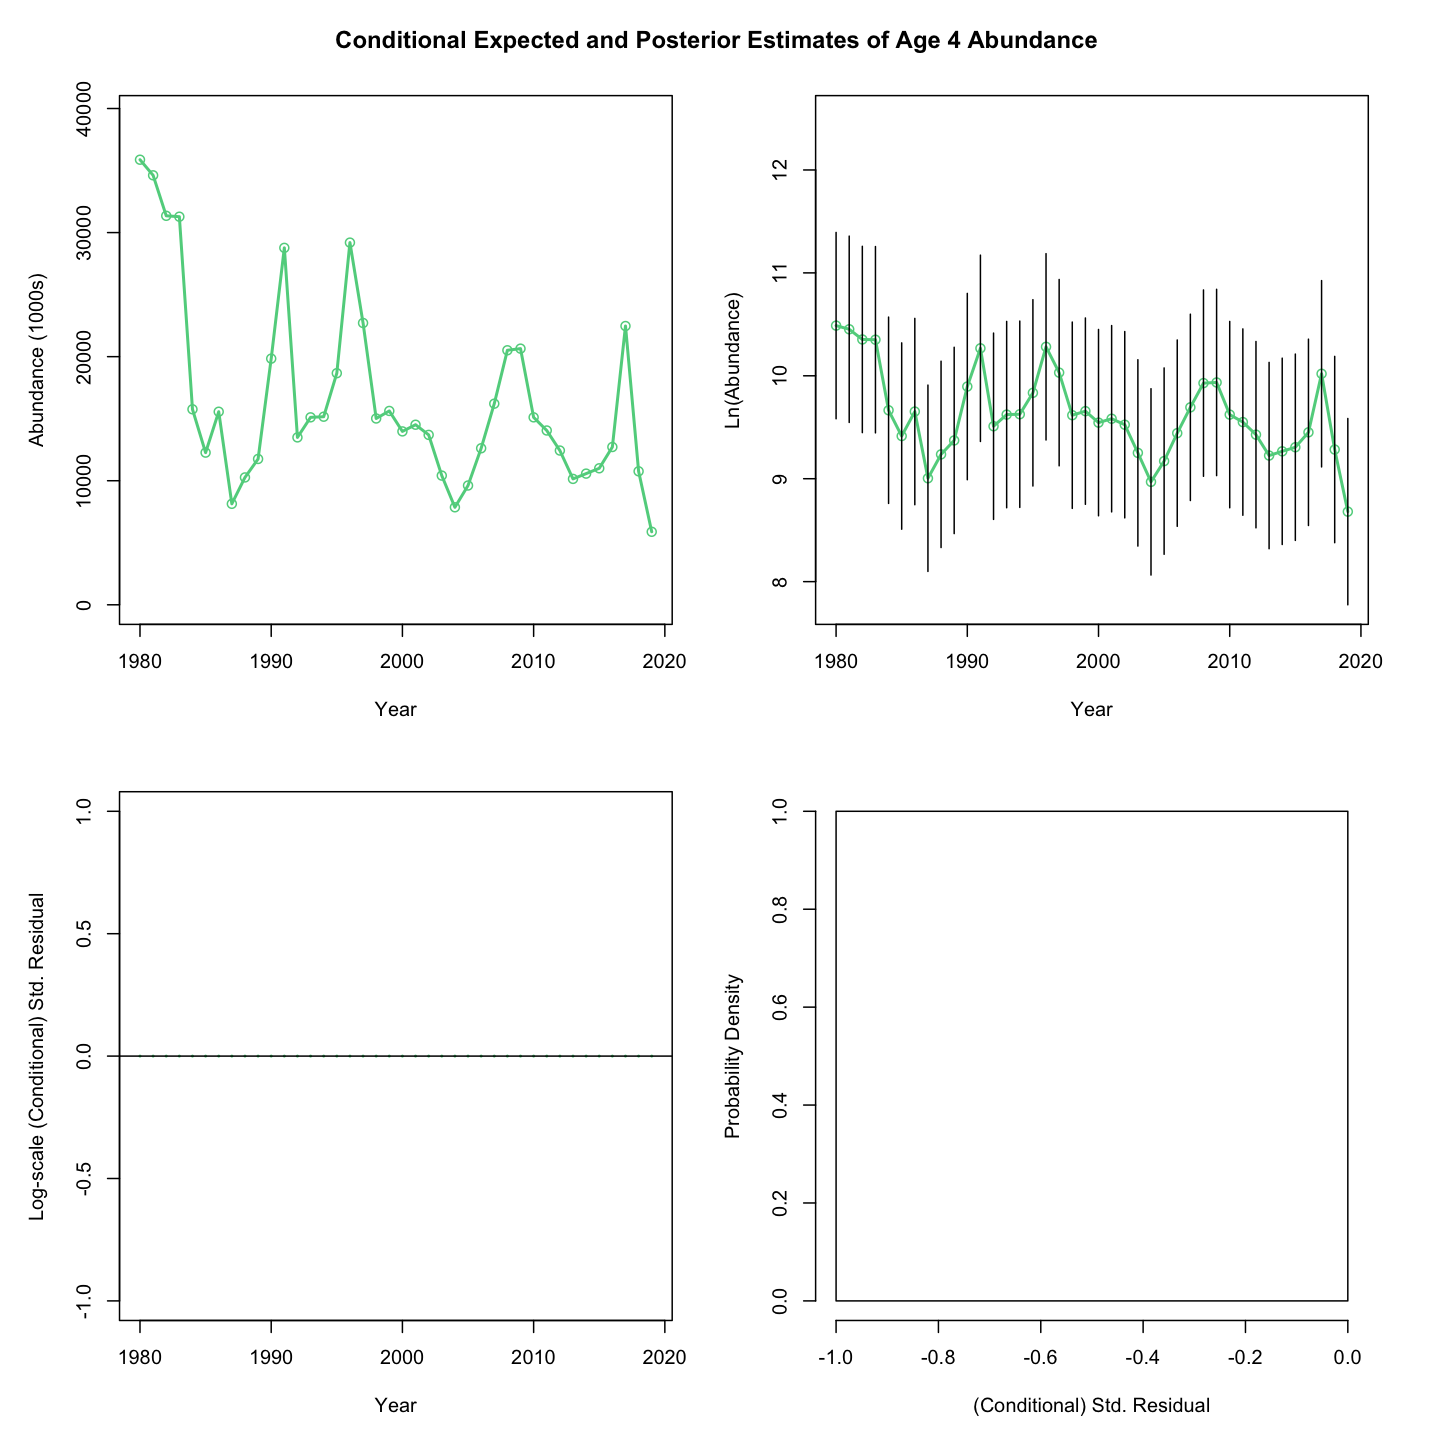 Conditional Expected and Posterior Estimates of Age 4 Abundance
Abundance (1000s)
40000
30000
20000
10000
0
1980 1990 2000 2010 2020
Year
Ln(Abundance)
12
11
10
9
8
1980 1990 2000 2010 2020
Year
Log-scale (Conditional) Std. Residual
1.0
0.5
0.0
-0.5
-1.0
1980 1990 2000 2010 2020
Year
Probability Density
1.0
0.8
0.6
0.4
0.2
0.0
-1.0 -0.8 -0.6 -0.4 -0.2 0.0
(Conditional) Std. Residual